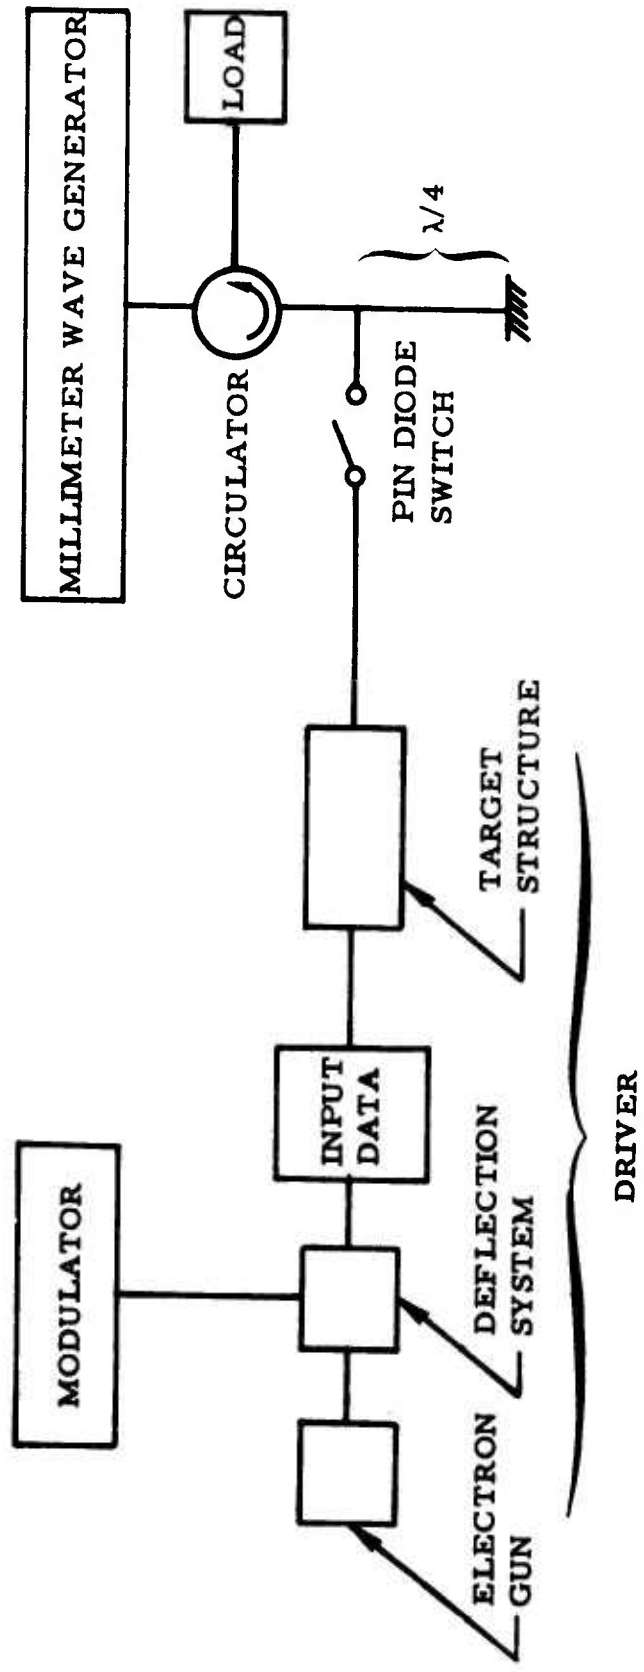 MODULATOR
MILLIMETER WAVE GENERATOR
LOAD
CIRCULATOR
INPUT
DATA
PIN DIODE
SWITCH
λ/4
ELECTRON
GUN
DEFLECTION
SYSTEM
TARGET
STRUCTURE
DRIVER